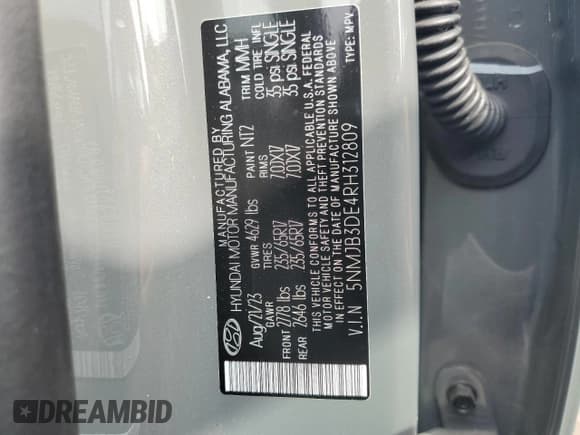 MANUFACTURED BY
HYUNDAI MOTOR MANUFACTURING ALABAMA, LLC
Aug/21/23 GVWR 4629 lbs PAINT NT2 TRIM MMH
GAWR TIRES RIMS COLD TIRE INFL
FRONT 2778 lbs 235/65R17 7.0JX17 35 psi SINGLE
REAR 2646 lbs 235/65R17 7.0JX17 35 psi SINGLE
THIS VEHICLE CONFORMS TO ALL APPLICABLE U.S.A. FEDERAL
MOTOR VEHICLE SAFETY AND THEFT PREVENTION STANDARDS
IN EFFECT ON THE DATE OF MANUFACTURE SHOWN ABOVE.
V.I.N 5NMJB3DE4RH312809 TYPE: MPV
DREAMBID